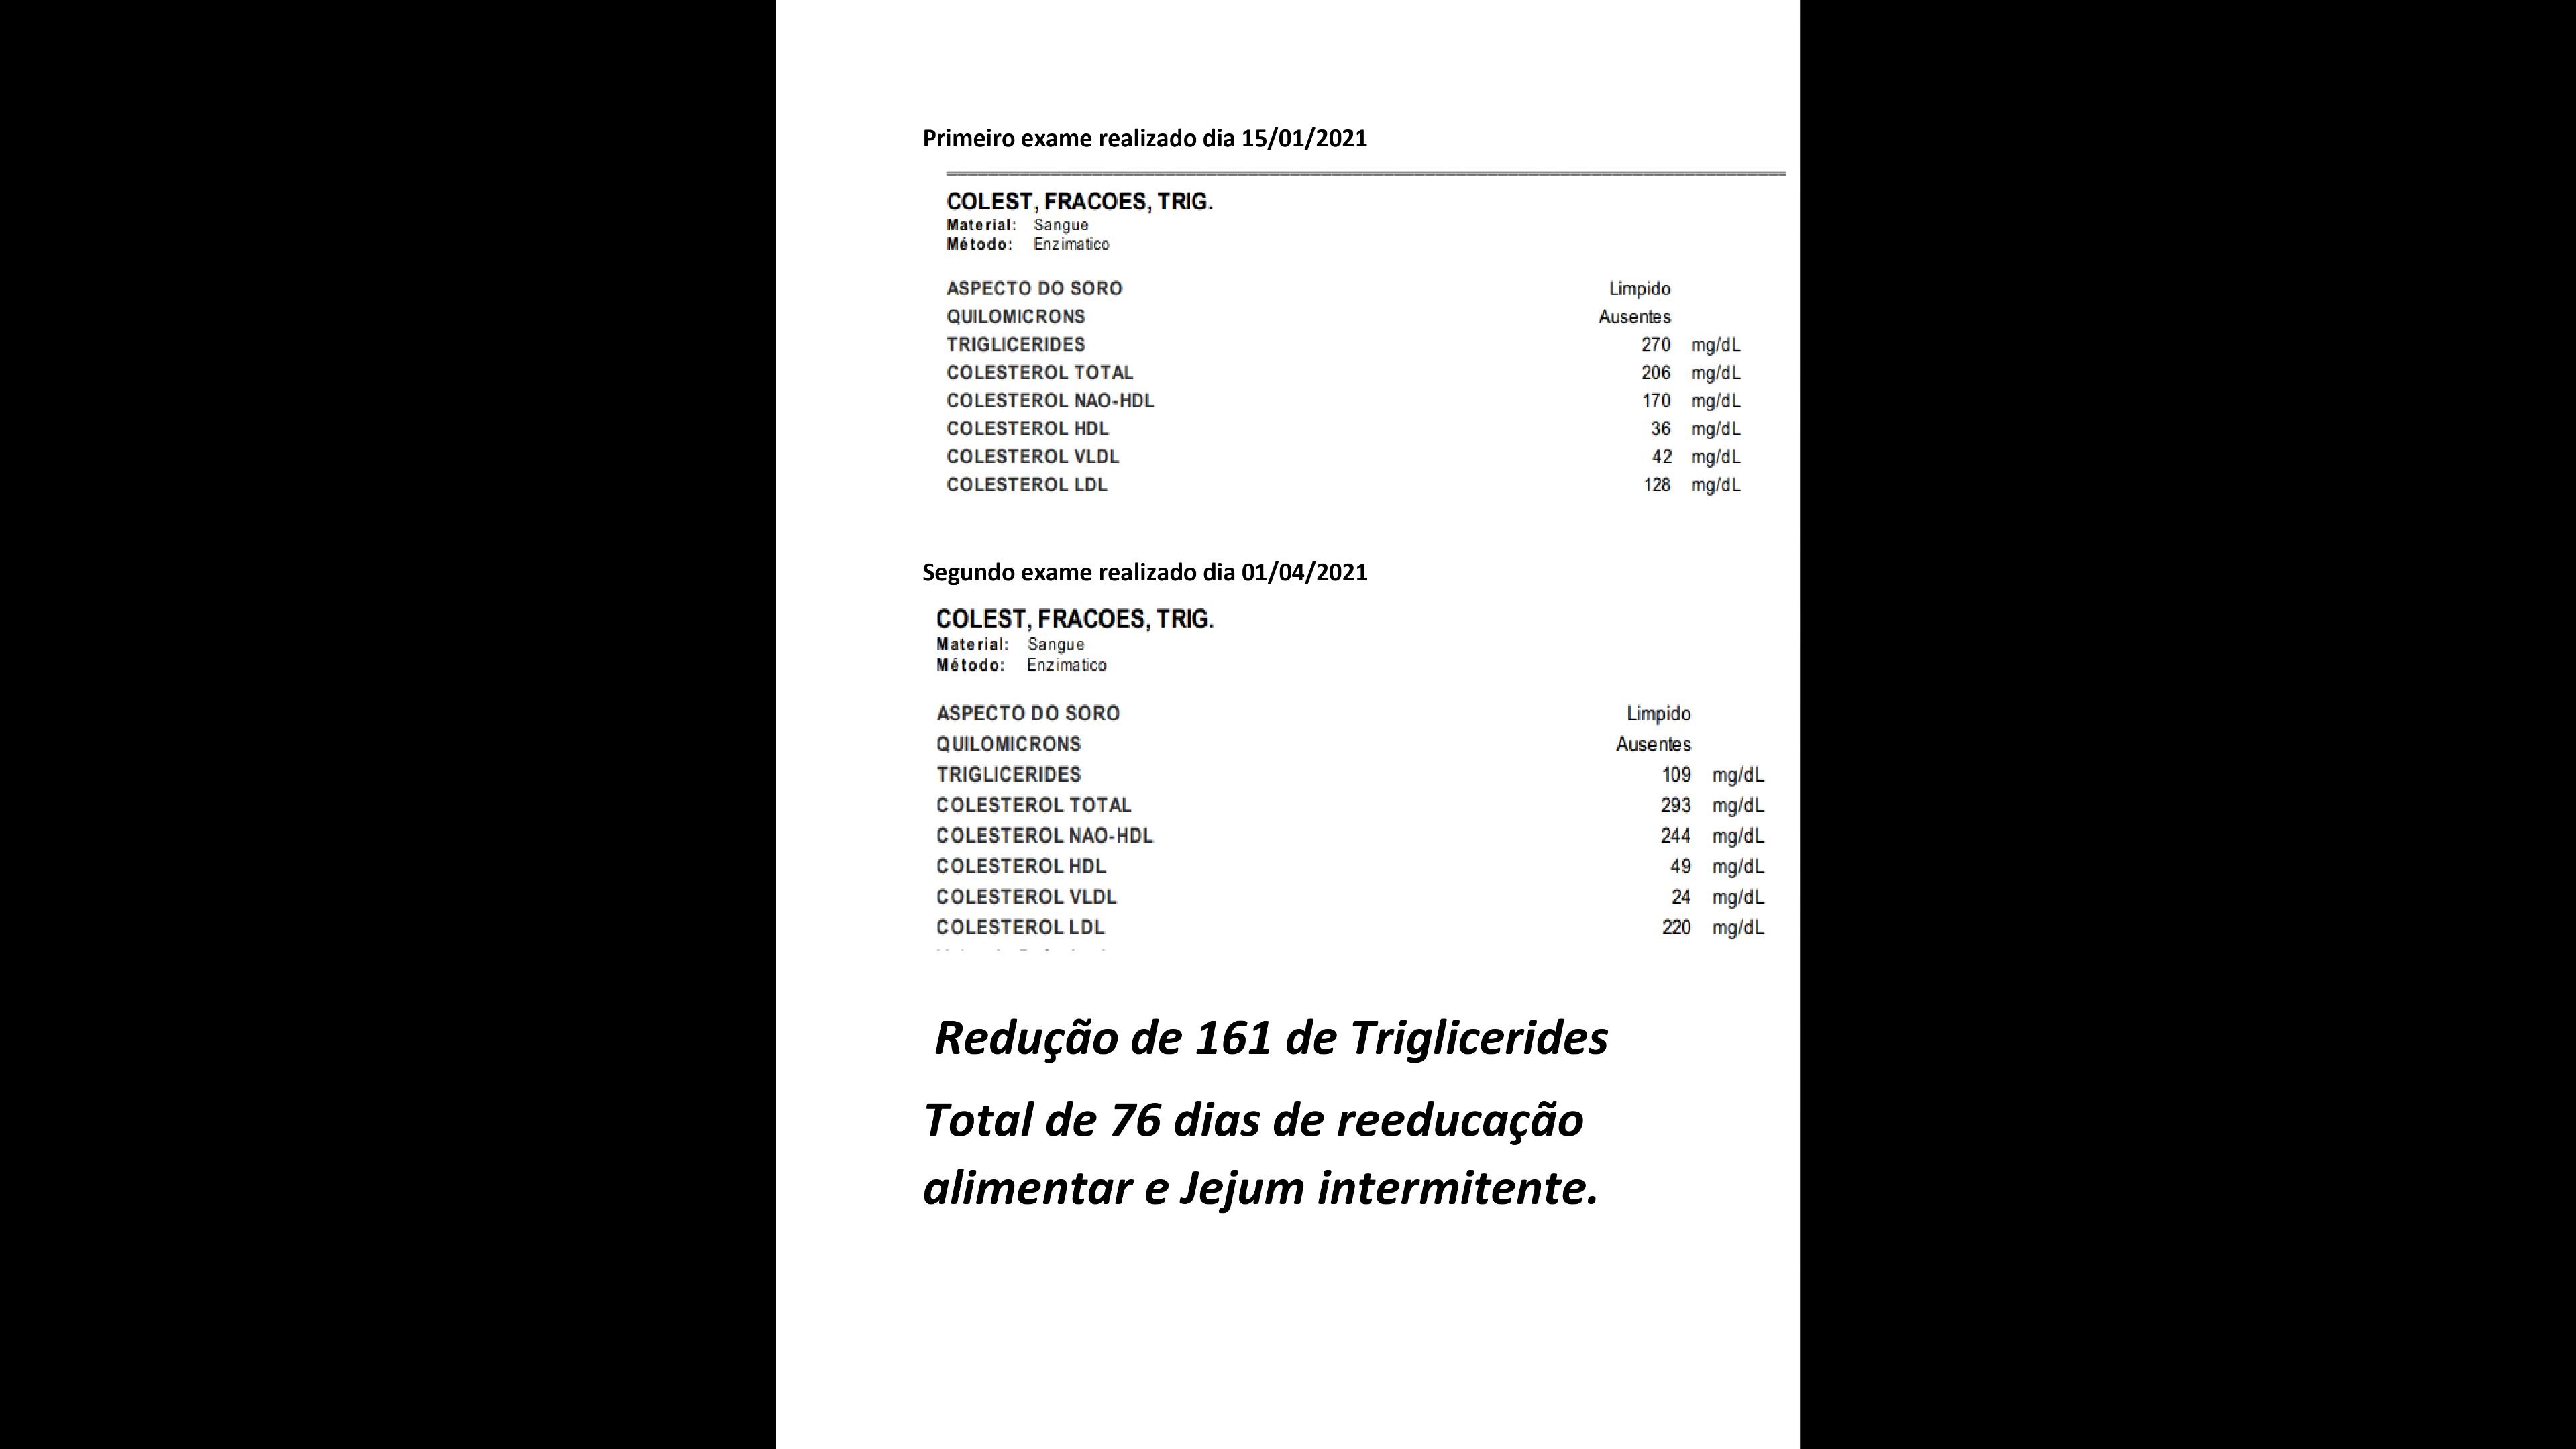 Primeiro exame realizado dia 15/01/2021
COLEST, FRACOES, TRIG.
Material: Sangue
Método: Enzimatico
ASPECTO DO SORO Limpido
QUILOMICRONS Ausentes
TRIGLICERIDES 270 mg/dL
COLESTEROL TOTAL 206 mg/dL
COLESTEROL NAO-HDL 170 mg/dL
COLESTEROL HDL 36 mg/dL
COLESTEROL VLDL 42 mg/dL
COLESTEROL LDL 128 mg/dL
Segundo exame realizado dia 01/04/2021
COLEST, FRACOES, TRIG.
Material: Sangue
Método: Enzimatico
ASPECTO DO SORO Limpido
QUILOMICRONS Ausentes
TRIGLICERIDES 109 mg/dL
COLESTEROL TOTAL 293 mg/dL
COLESTEROL NAO-HDL 244 mg/dL
COLESTEROL HDL 49 mg/dL
COLESTEROL VLDL 24 mg/dL
COLESTEROL LDL 220 mg/dL
Redução de 161 de Triglicerides
Total de 76 dias de reeducação
alimentar e Jejum intermitente.